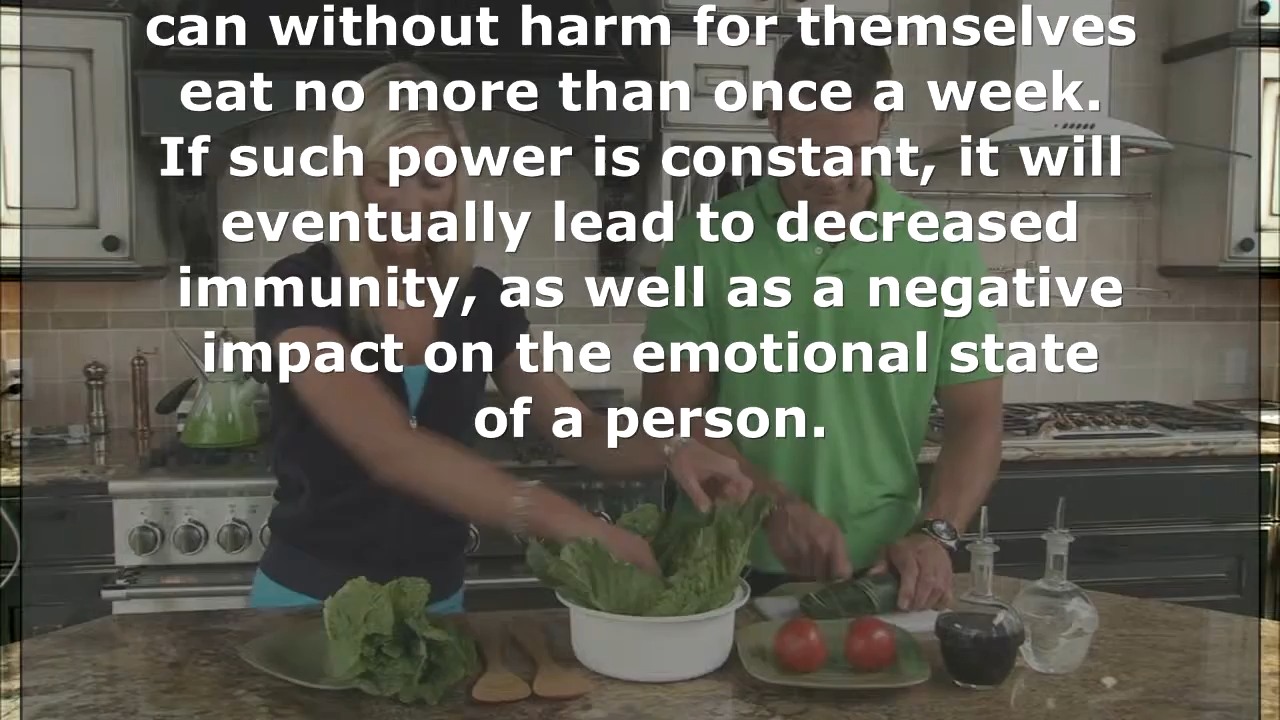 can without harm for themselves
eat no more than once a week.
If such power is constant, it will
eventually lead to decreased
immunity, as well as a negative
impact on the emotional state
of a person.